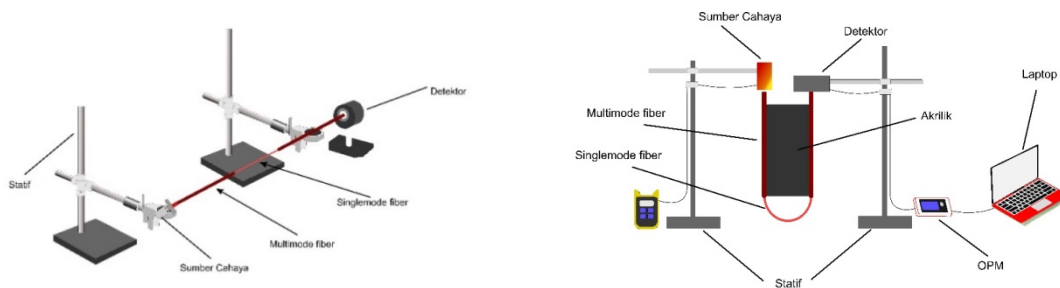 Detektor
Statif
Singlemode fiber
Multimode fiber
Sumber Cahaya
Sumber Cahaya
Detektor
Laptop
Multimode fiber
Akrilik
Singlemode fiber
OPM
Statif